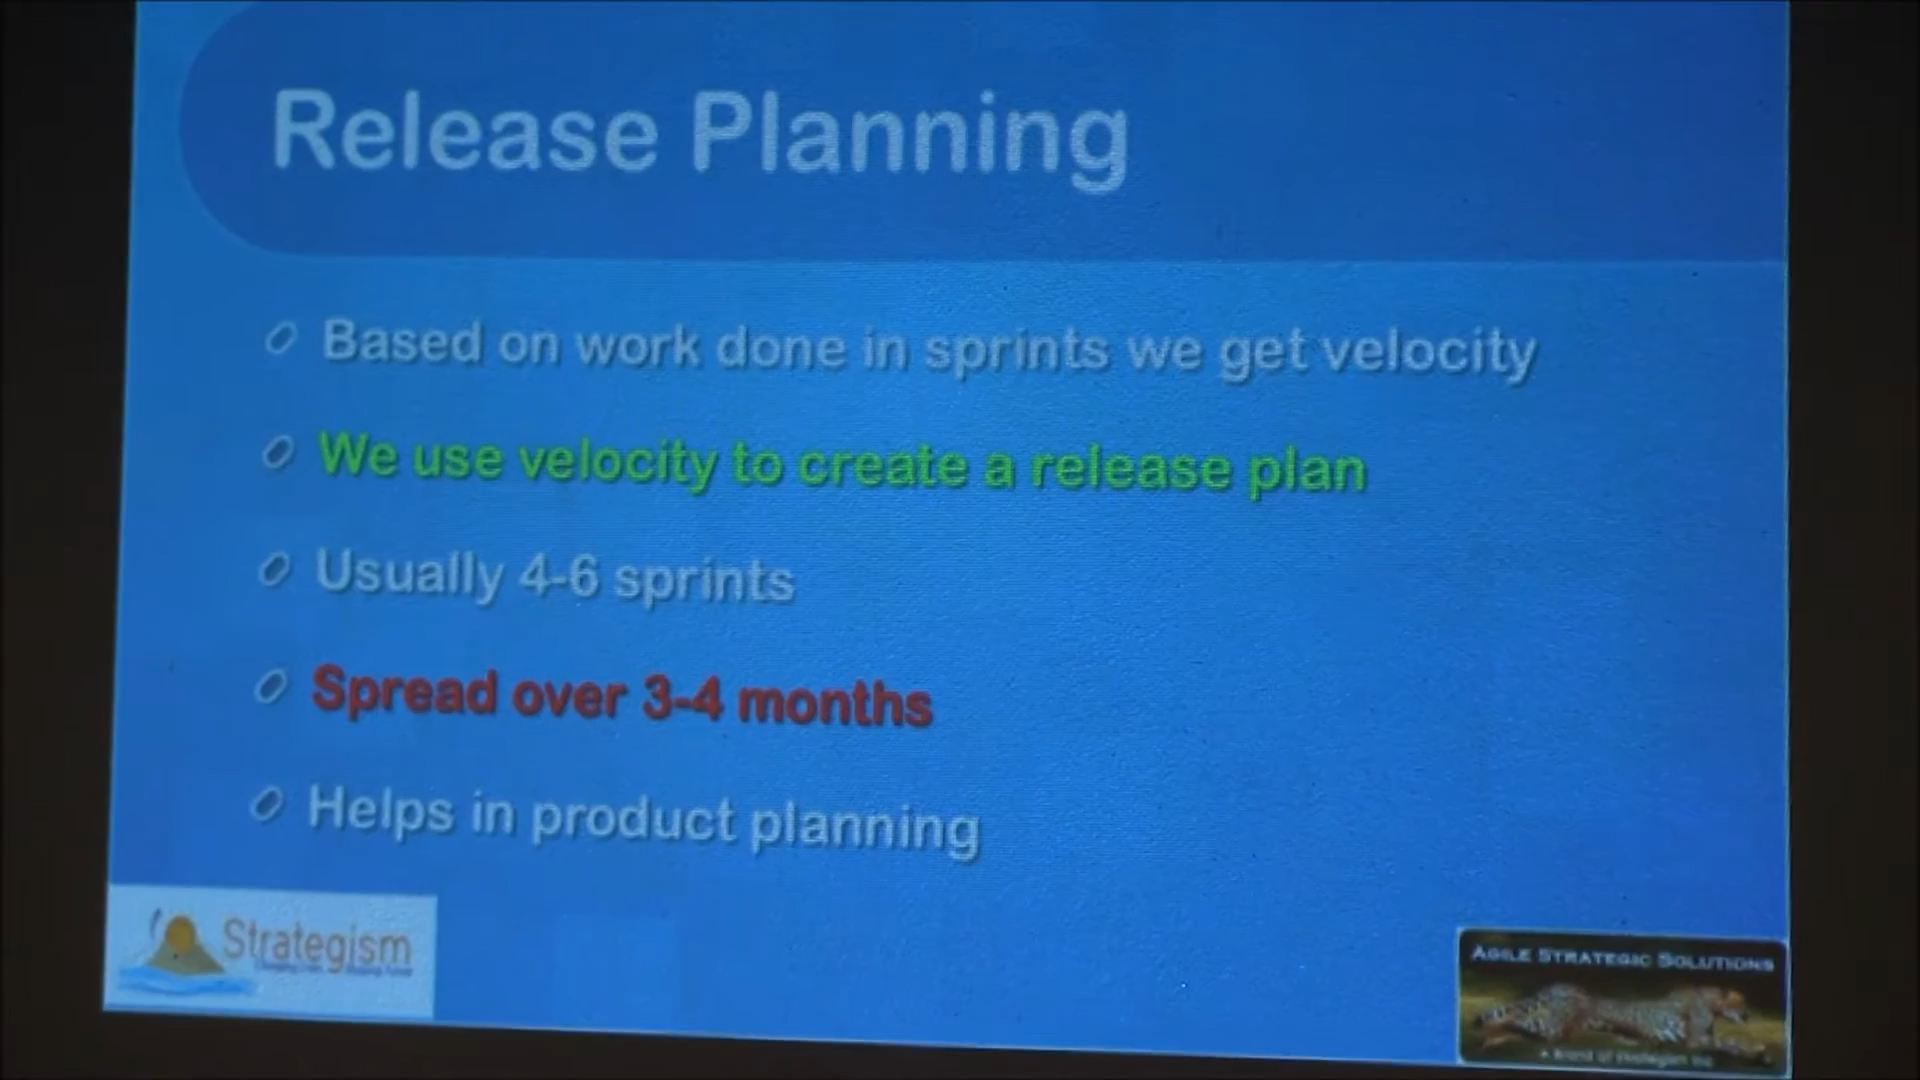 Release Planning
Based on work done in sprints we get velocity
We use velocity to create a release plan
Usually 4-6 sprints
Spread over 3-4 months
Helps in product planning
Strategism
AGILE STRATEGIC SOLUTIONS